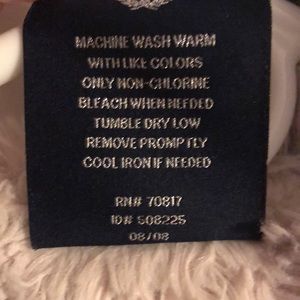 MACHINE WASH WARM
WITH LIKE COLORS
ONLY NON-CHLORINE
BLEACH WHEN NEEDED
TUMBLE DRY LOW
REMOVE PROMPTLY
COOL IRON IF NEEDED
RN# 70817
ID# 508225
08/08